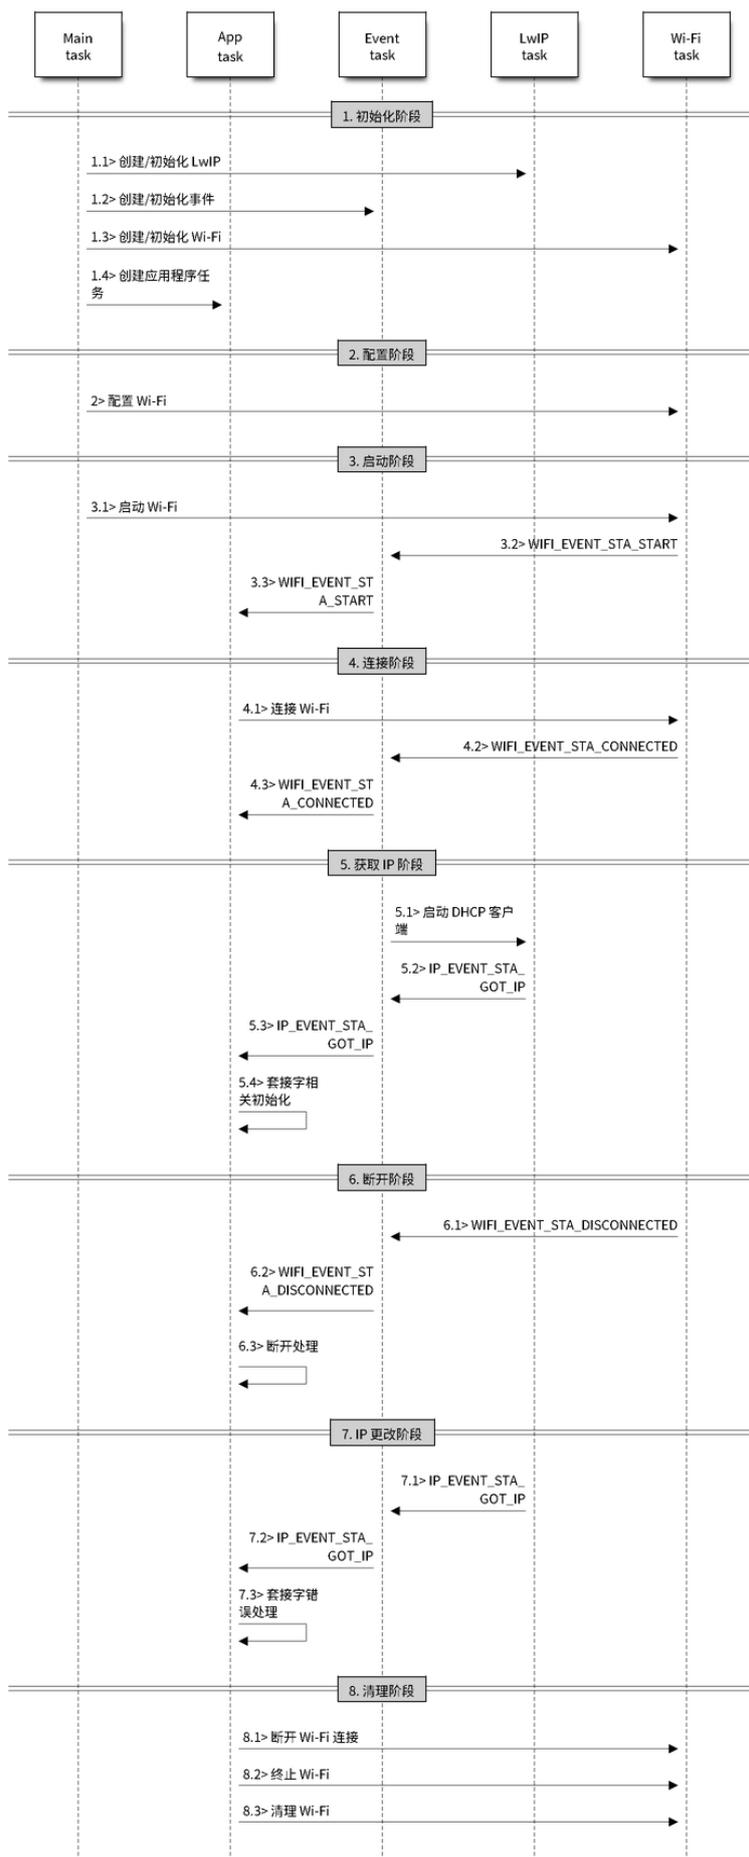 Main
task
App
task
Event
task
LwIP
task
Wi-Fi
task
1. 初始化阶段
1.1> 创建/初始化 LwIP
1.2> 创建/初始化事件
1.3> 创建/初始化 Wi-Fi
1.4> 创建应用程序任
务
2. 配置阶段
2> 配置 Wi-Fi
3. 启动阶段
3.1> 启动 Wi-Fi
3.2> WIFI_EVENT_STA_START
3.3> WIFI_EVENT_ST
A_START
4. 连接阶段
4.1> 连接 Wi-Fi
4.2> WIFI_EVENT_STA_CONNECTED
4.3> WIFI_EVENT_ST
A_CONNECTED
5. 获取 IP 阶段
5.1> 启动 DHCP 客户
端
5.2> IP_EVENT_STA_
GOT_IP
5.3> IP_EVENT_STA_
GOT_IP
5.4> 套接字相
关初始化
6. 断开阶段
6.1> WIFI_EVENT_STA_DISCONNECTED
6.2> WIFI_EVENT_ST
A_DISCONNECTED
6.3> 断开处理
7. IP 更改阶段
7.1> IP_EVENT_STA_
GOT_IP
7.2> IP_EVENT_STA_
GOT_IP
7.3> 套接字错
误处理
8. 清理阶段
8.1> 断开 Wi-Fi 连接
8.2> 终止 Wi-Fi
8.3> 清理 Wi-Fi